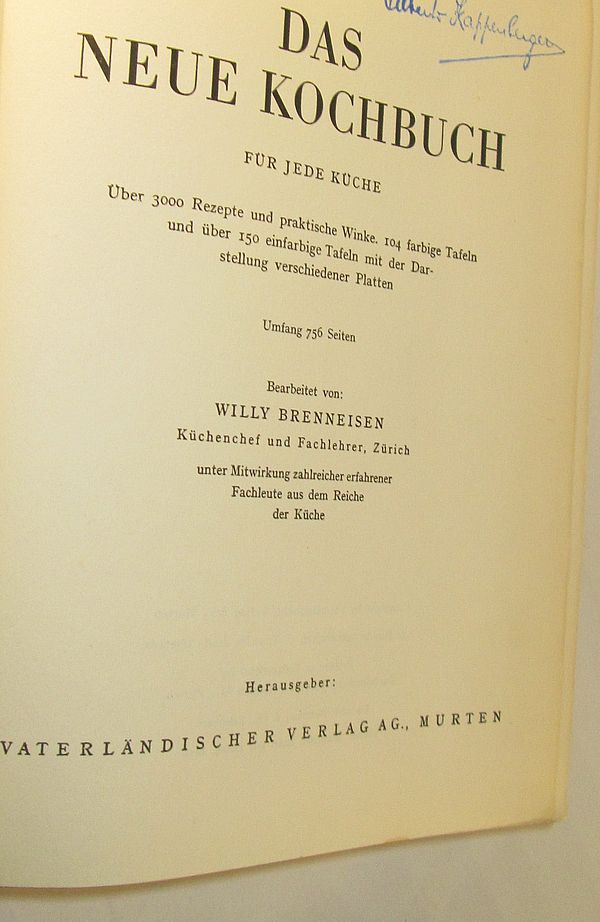 DAS
NEUE KOCHBUCH
FÜR JEDE KÜCHE
Über 3000 Rezepte und praktische Winke. 104 farbige Tafeln
und über 150 einfarbige Tafeln mit der Dar-
stellung verschiedener Platten
Umfang 756 Seiten
Bearbeitet von:
WILLY BRENNEISEN
Küchenchef und Fachlehrer, Zürich
unter Mitwirkung zahlreicher erfahrener
Fachleute aus dem Reiche
der Küche
Herausgeber:
VATERLÄNDISCHER VERLAG AG., MURTEN